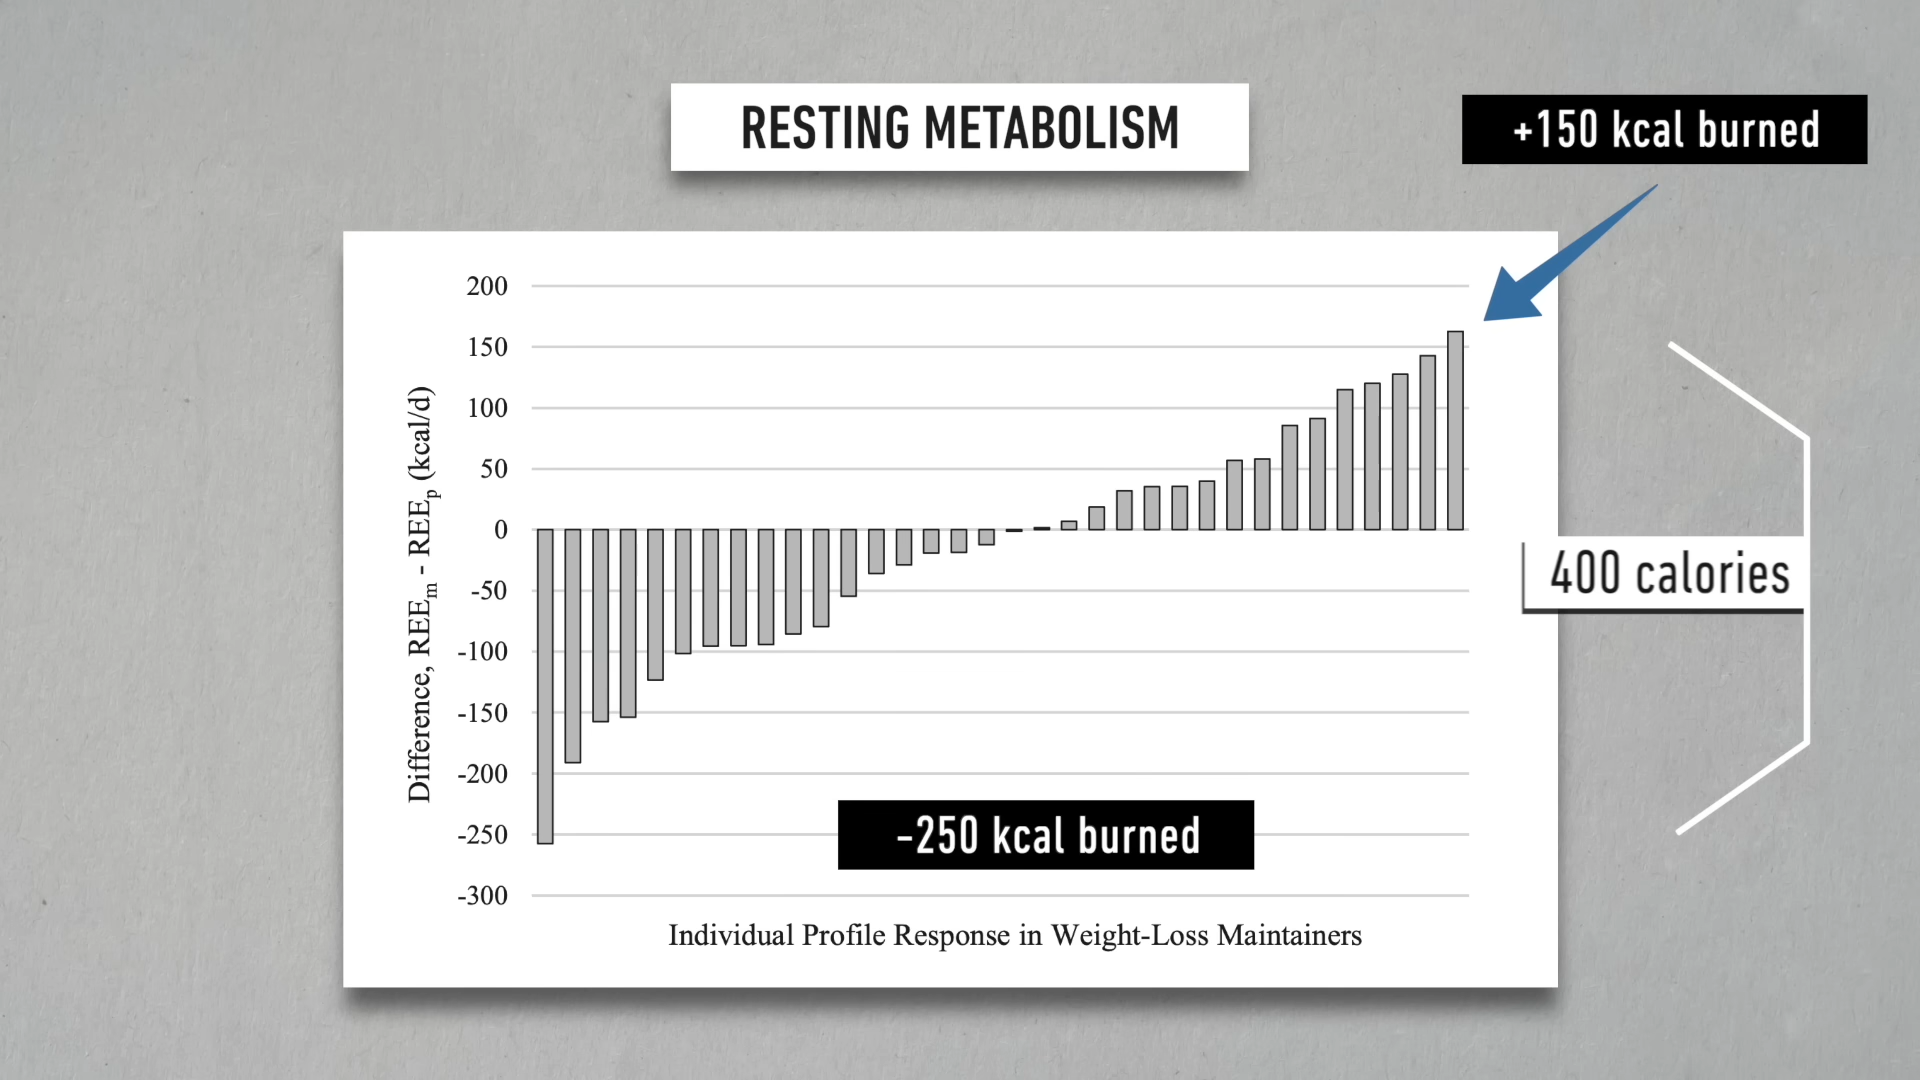 RESTING METABOLISM
+150 kcal burned
200
150
100
50
0
-50
-100
-150
-200
-250
-300
Difference, REEm - REEp (kcal/d)
400 calories
-250 kcal burned
Individual Profile Response in Weight-Loss Maintainers